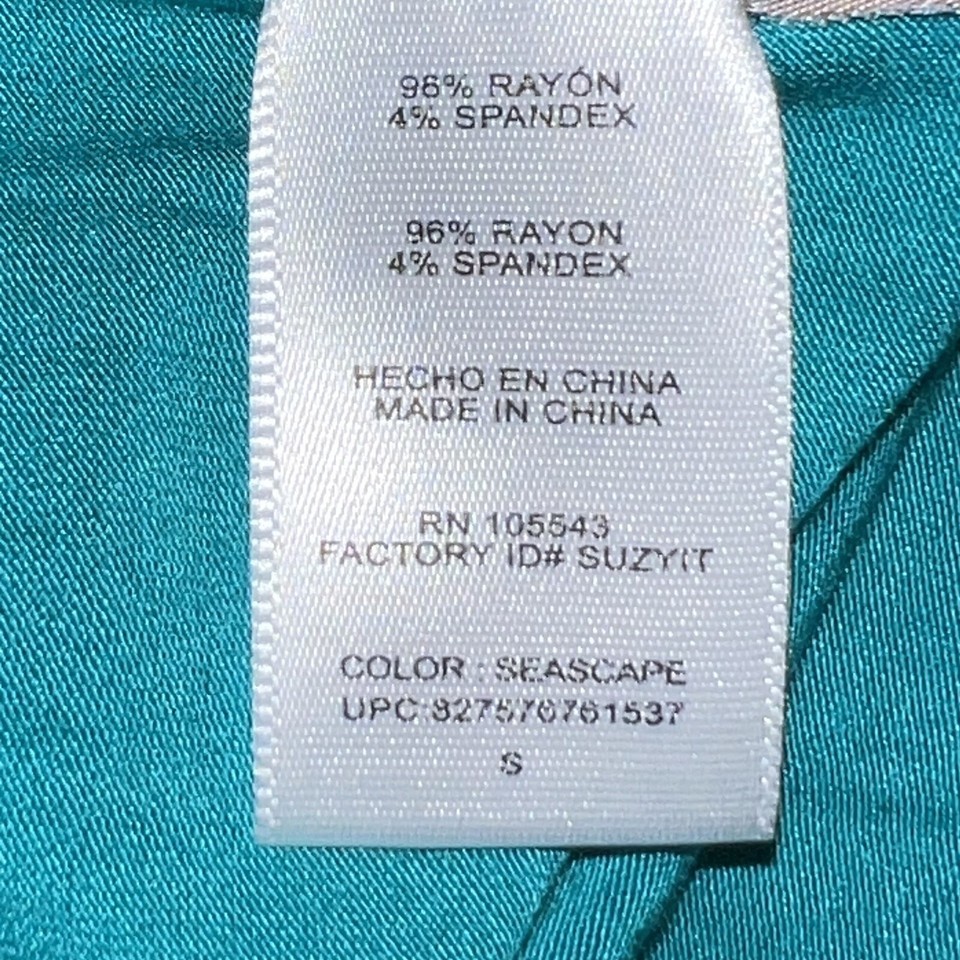 96% RAYÓN
4% SPANDEX
96% RAYON
4% SPANDEX
HECHO EN CHINA
MADE IN CHINA
RN 105543
FACTORY ID# SUZYIT
COLOR : SEASCAPE
UPC:827576761537
S